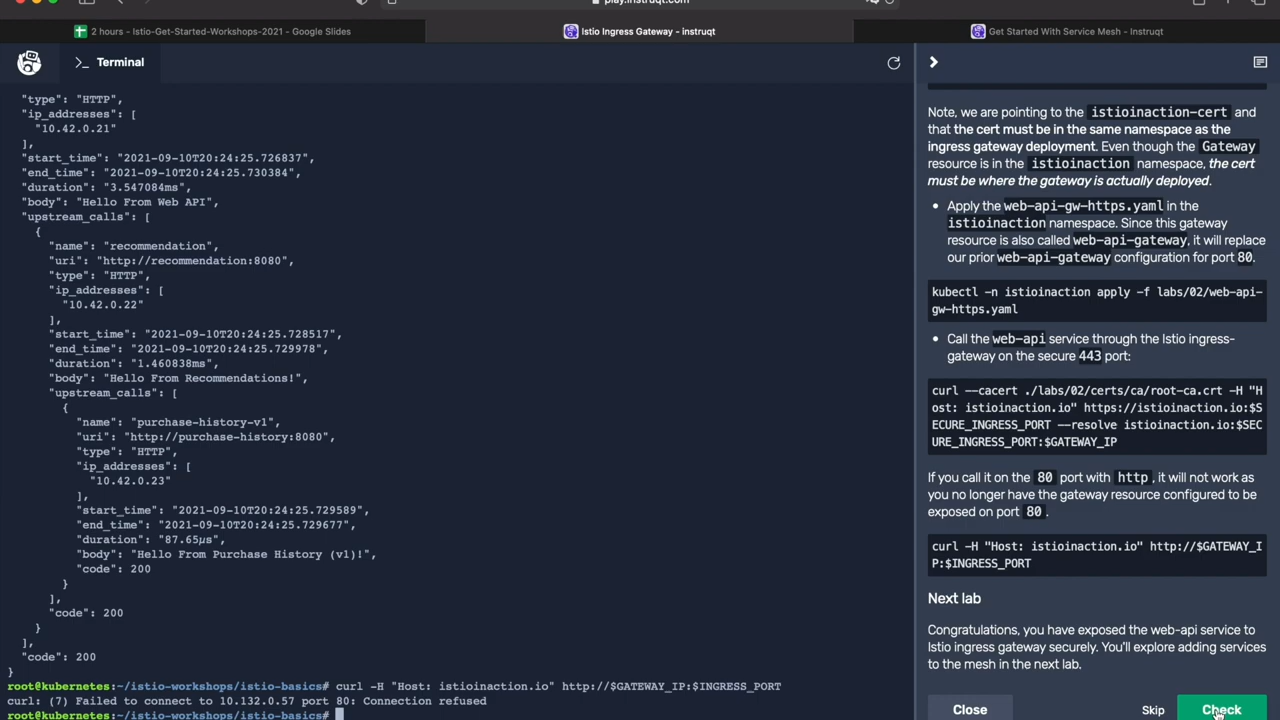 play.instruqt.com
2 hours - Istio-Get-Started-Workshops-2021 - Google Slides
Istio Ingress Gateway - instruqt
Get Started With Service Mesh - Instruqt
>_ Terminal
"type": "HTTP",
"ip_addresses": [
"10.42.0.21"
],
"start_time": "2021-09-10T20:24:25.726837",
"end_time": "2021-09-10T20:24:25.730384",
"duration": "3.547084ms",
"body": "Hello From Web API",
"upstream_calls": [
{
"name": "recommendation",
"uri": "http://recommendation:8080",
"type": "HTTP",
"ip_addresses": [
"10.42.0.22"
],
"start_time": "2021-09-10T20:24:25.728517",
"end_time": "2021-09-10T20:24:25.729978",
"duration": "1.460838ms",
"body": "Hello From Recommendations!",
"upstream_calls": [
{
"name": "purchase-history-v1",
"uri": "http://purchase-history:8080",
"type": "HTTP",
"ip_addresses": [
"10.42.0.23"
],
"start_time": "2021-09-10T20:24:25.729589",
"end_time": "2021-09-10T20:24:25.729677",
"duration": "87.65µs",
"body": "Hello From Purchase History (v1)!",
"code": 200
}
],
"code": 200
}
],
"code": 200
}
root@kubernetes:~/istio-workshops/istio-basics# curl -H "Host: istioinaction.io" http://$GATEWAY_IP:$INGRESS_PORT
curl: (7) Failed to connect to 10.132.0.57 port 80: Connection refused
root@kubernetes:~/istio-workshops/istio-basics#
Note, we are pointing to the istioinaction-cert and
that the cert must be in the same namespace as the
ingress gateway deployment. Even though the Gateway
resource is in the istioinaction namespace, the cert
must be where the gateway is actually deployed.
• Apply the web-api-gw-https.yaml in the
istioinaction namespace. Since this gateway
resource is also called web-api-gateway, it will replace
our prior web-api-gateway configuration for port 80.
kubectl -n istioinaction apply -f labs/02/web-api-
gw-https.yaml
• Call the web-api service through the Istio ingress-
gateway on the secure 443 port:
curl --cacert ./labs/02/certs/ca/root-ca.crt -H "H
ost: istioinaction.io" https://istioinaction.io:$S
ECURE_INGRESS_PORT --resolve istioinaction.io:$SEC
URE_INGRESS_PORT:$GATEWAY_IP
If you call it on the 80 port with http, it will not work as
you no longer have the gateway resource configured to be
exposed on port 80.
curl -H "Host: istioinaction.io" http://$GATEWAY_I
P:$INGRESS_PORT
Next lab
Congratulations, you have exposed the web-api service to
Istio ingress gateway securely. You'll explore adding services
to the mesh in the next lab.
Close
Skip
Check